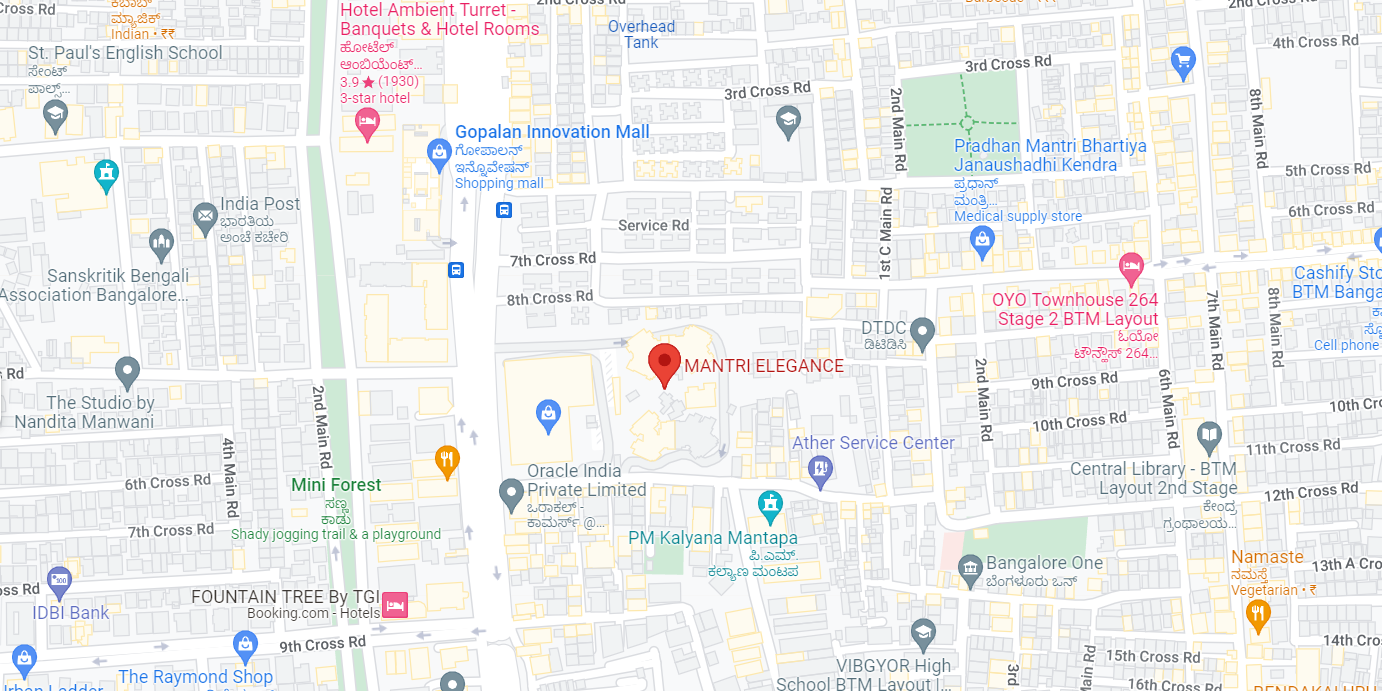 2nd Cross Rd
2nd Cross Rd
ಕಬಾಬ್
ಮ್ಯಾಜಿಕ್
Indian • ₹₹
Hotel Ambient Turret -
Banquets & Hotel Rooms
ಹೋಟೆಲ್
ಆಂಬಿಯೆಂಟ್...
3.9 ★ (1930)
3-star hotel
Overhead
Tank
4th Cross Rd
St. Paul's English School
ಸೇಂಟ್
ಪಾಲ್ಸ್...
3rd Cross Rd
3rd Cross Rd
2nd Main Rd
8th Main Rd
Gopalan Innovation Mall
ಗೋಪಾಲನ್
ಇನ್ನೊವೇಷನ್
Shopping mall
Pradhan Mantri Bhartiya
Janaushadhi Kendra
ಪ್ರಧಾನ್
ಮಂತ್ರಿ...
Medical supply store
5th Cross Rd
6th Cross Rd
India Post
ಭಾರತೀಯ
ಅಂಚೆ ಕಚೇರಿ
Service Rd
1st C Main Rd
7th Cross Rd
Sanskritik Bengali
Association Bangalore...
8th Cross Rd
OYO Townhouse 264
Stage 2 BTM Layout
ಓಯೋ
ಟೌನ್ಹೌಸ್ 264...
7th Main Rd
8th Main Rd
Cashify Sto
BTM Banga
Cell phone
DTDC
ಡಿಟಿಡಿಸಿ
MANTRI ELEGANCE
ss Rd
The Studio by
Nandita Manwani
2nd Main Rd
2nd Main Rd
9th Cross Rd
6th Main Rd
10th Cross Rd
10th Cro
11th Cross Rd
4th Main Rd
Ather Service Center
Central Library - BTM
Layout 2nd Stage
ಕೇಂದ್ರ
ಗ್ರಂಥಾಲಯ...
12th Cross Rd
6th Cross Rd
Mini Forest
ಸಣ್ಣ
ಕಾಡು
Shady jogging trail & a playground
Oracle India
Private Limited
ಒರಾಕಲ್ -
ಕಾಮರ್ಸ್ @...
7th Cross Rd
PM Kalyana Mantapa
ಪಿ.ಎಮ್.
ಕಲ್ಯಾಣ ಮಂಟಪ
Bangalore One
ಬೆಂಗಳೂರು ಒನ್
Namaste
ನಮಸ್ತೆ
Vegetarian • ₹
13th A Cro
oss Rd
IDBI Bank
FOUNTAIN TREE By TGI
Booking.com - Hotels
9th Cross Rd
14th Cro
15th Cross Rd
16th Cross Rd
3rd
Main Rd
The Raymond Shop
Urban Ladder
VIBGYOR High
School BTM Layout |...